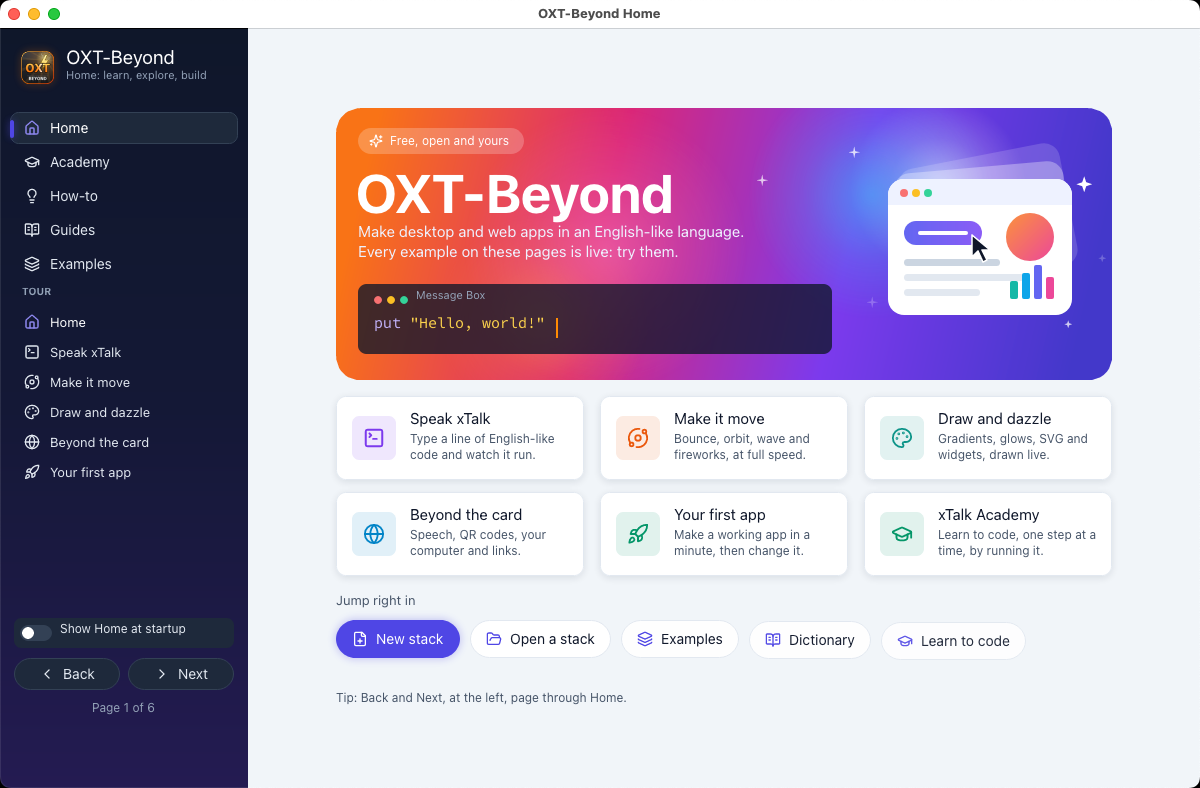 OXT-Beyond Home
OXT
BEYOND
OXT-Beyond
Home: learn, explore, build
Home
Academy
How-to
Guides
Examples
TOUR
Home
Speak xTalk
Make it move
Draw and dazzle
Beyond the card
Your first app
Show Home at startup
Back
Next
Page 1 of 6
Free, open and yours
OXT-Beyond
Make desktop and web apps in an English-like language.
Every example on these pages is live: try them.
Message Box
put "Hello, world!"
Speak xTalk
Type a line of English-like
code and watch it run.
Make it move
Bounce, orbit, wave and
fireworks, at full speed.
Draw and dazzle
Gradients, glows, SVG and
widgets, drawn live.
Beyond the card
Speech, QR codes, your
computer and links.
Your first app
Make a working app in a
minute, then change it.
xTalk Academy
Learn to code, one step at a
time, by running it.
Jump right in
New stack
Open a stack
Examples
Dictionary
Learn to code
Tip: Back and Next, at the left, page through Home.